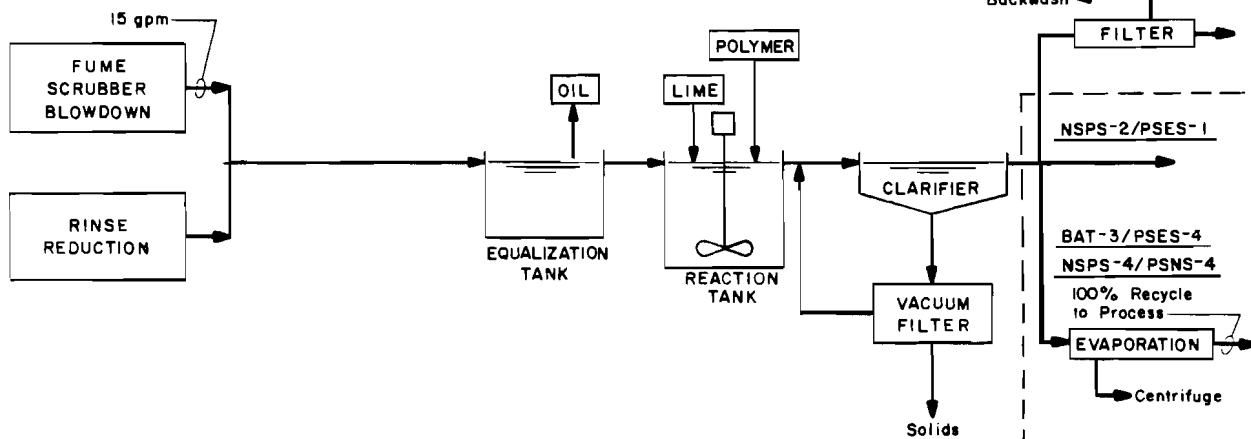 15 gpm
FUME
SCRUBBER
BLOWDOWN
RINSE
REDUCTION
OIL
EQUALIZATION
TANK
LIME
POLYMER
REACTION
TANK
CLARIFIER
VACUUM
FILTER
Solids
Backwash
FILTER
NSPS-2/PSES-1
BAT-3/PSES-4
NSPS-4/PSNS-4
100% Recycle
to Process
EVAPORATION
Centrifuge